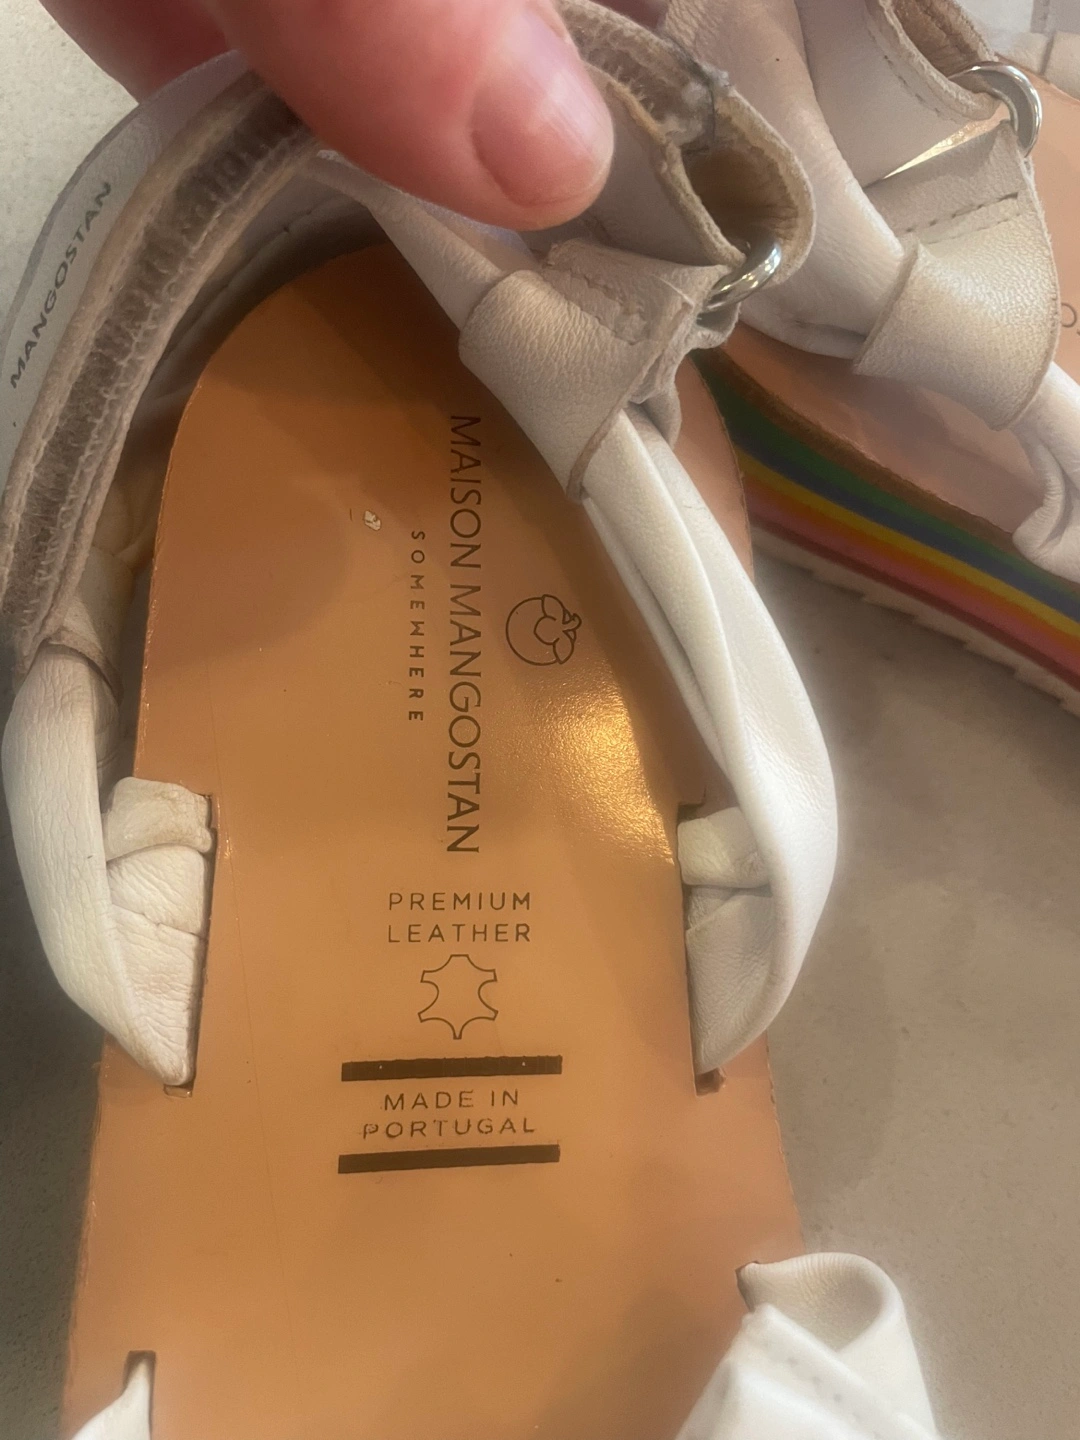 MANGOSTAN
MAISON MANGOSTAN
SOMEWHERE
PREMIUM
LEATHER
MADE IN
PORTUGAL